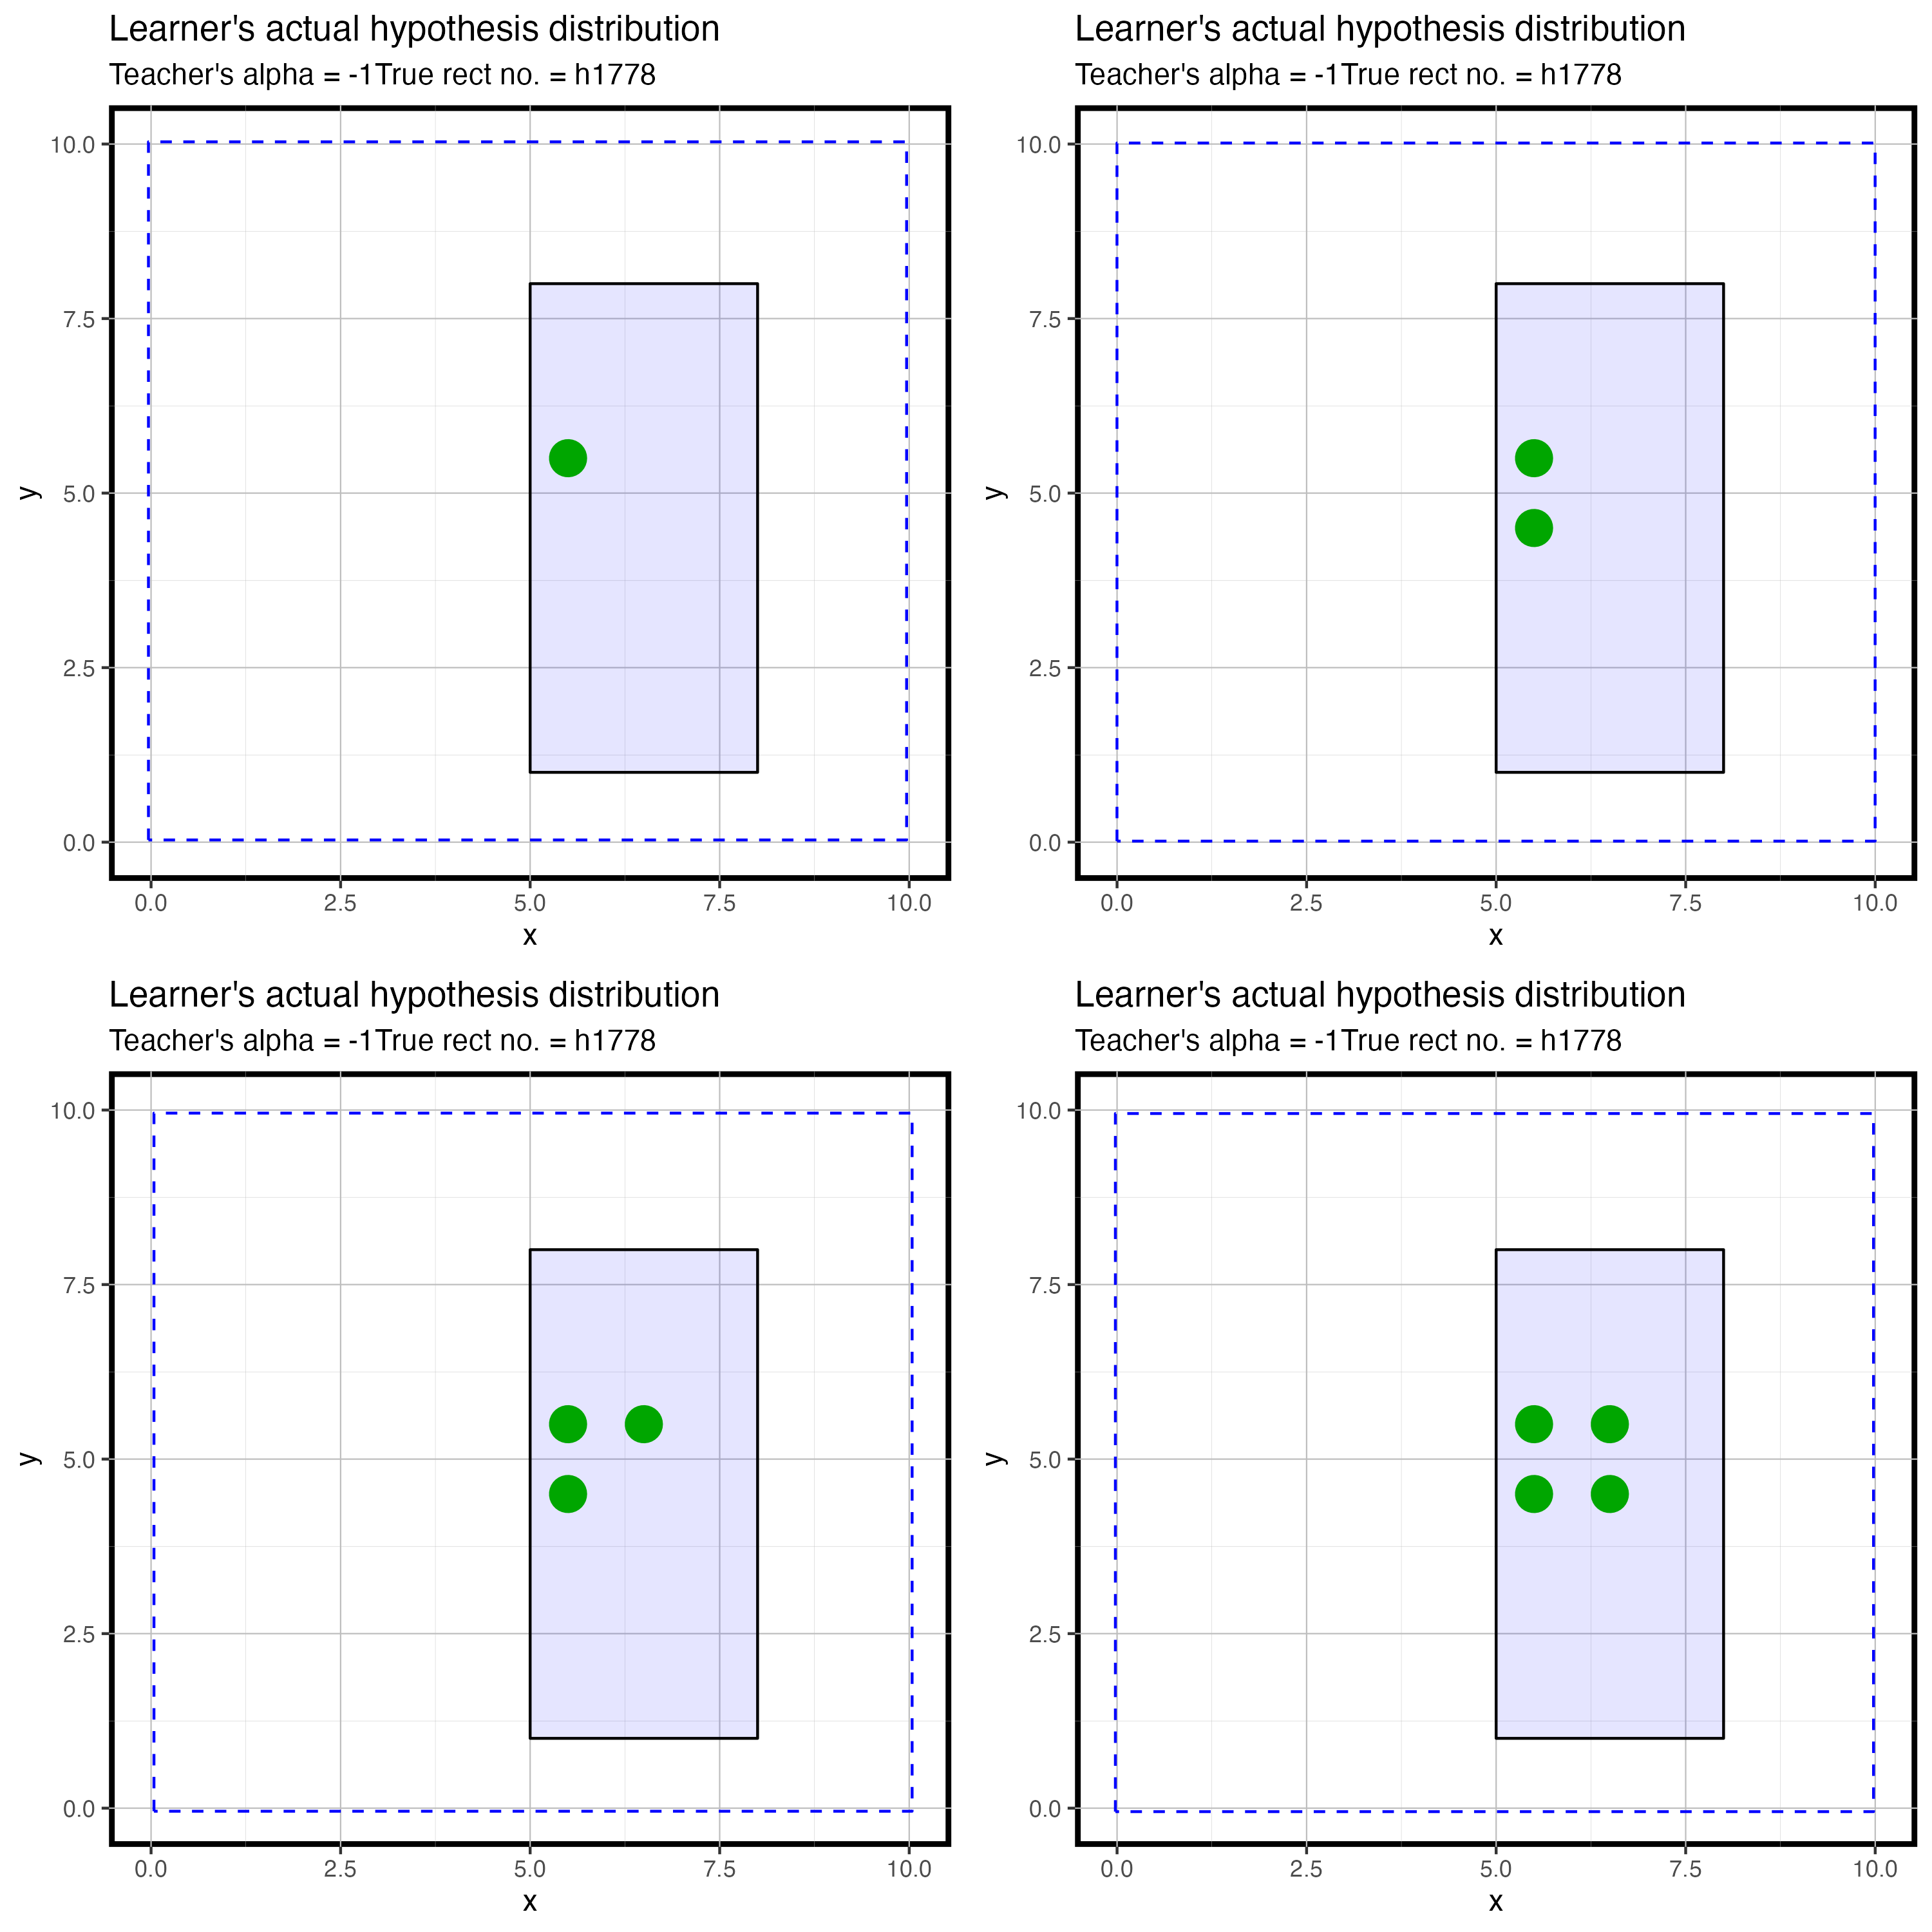 Learner's actual hypothesis distribution
Teacher's alpha = -1True rect no. = h1778
10.0
7.5
5.0
2.5
0.0
y
0.0 2.5 5.0 7.5 10.0
x
Learner's actual hypothesis distribution
Teacher's alpha = -1True rect no. = h1778
10.0
7.5
5.0
2.5
0.0
y
0.0 2.5 5.0 7.5 10.0
x
Learner's actual hypothesis distribution
Teacher's alpha = -1True rect no. = h1778
10.0
7.5
5.0
2.5
0.0
y
0.0 2.5 5.0 7.5 10.0
x
Learner's actual hypothesis distribution
Teacher's alpha = -1True rect no. = h1778
10.0
7.5
5.0
2.5
0.0
y
0.0 2.5 5.0 7.5 10.0
x